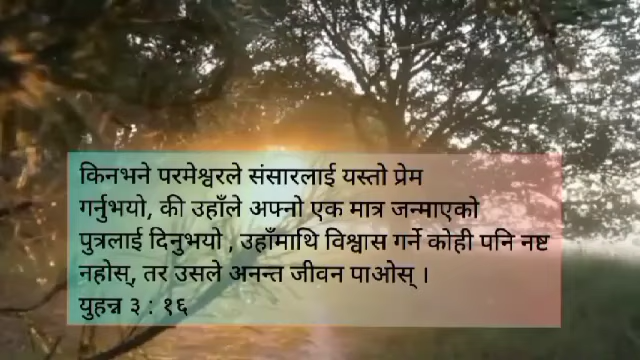 किनभने परमेश्वरले संसारलाई यस्तो प्रेम
गर्नुभयो, की उहाँले अफ्नो एक मात्र जन्माएको
पुत्रलाई दिनुभयो , उहाँमाथि विश्वास गर्ने कोही पनि नष्ट
नहोस्, तर उसले अनन्त जीवन पाओस् ।
युहन्न ३ : १६